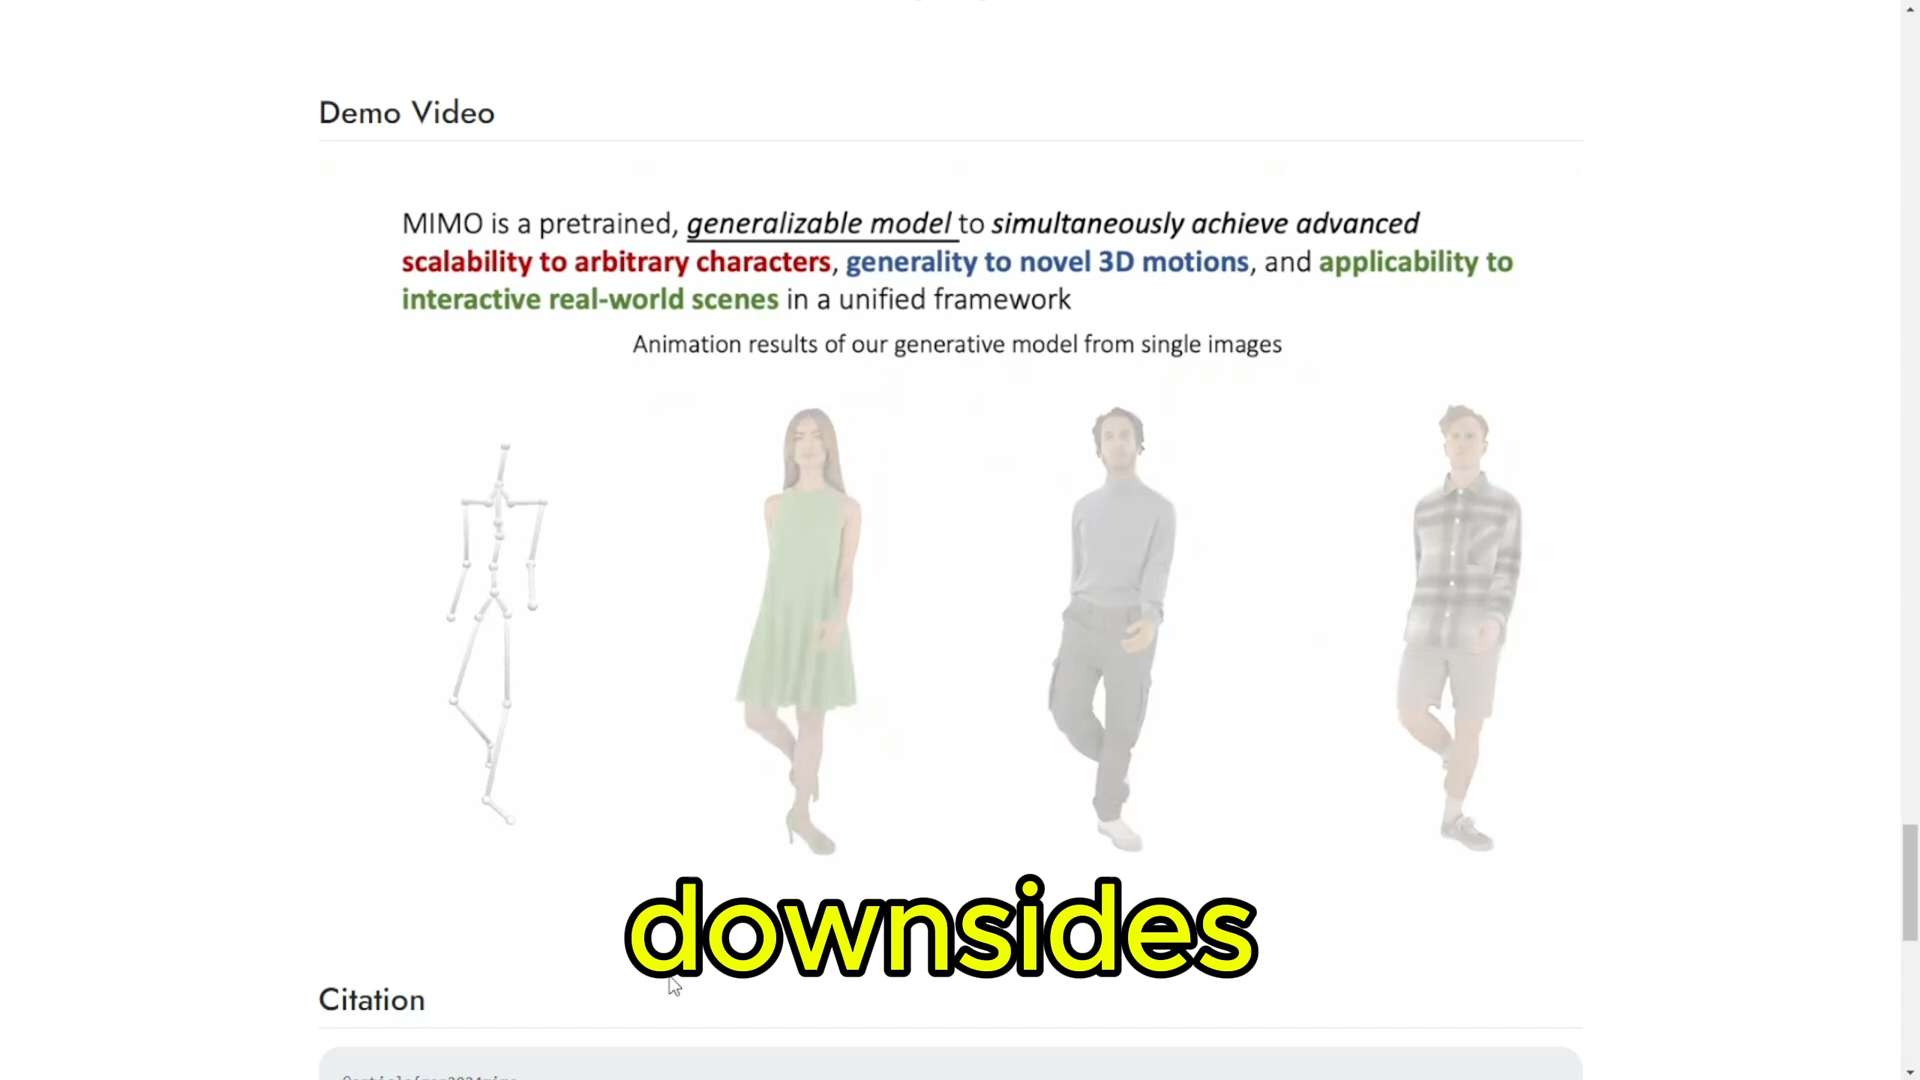 Demo Video
MIMO is a pretrained, generalizable model to simultaneously achieve advanced
scalability to arbitrary characters, generality to novel 3D motions, and applicability to
interactive real-world scenes in a unified framework
Animation results of our generative model from single images
downsides
Citation